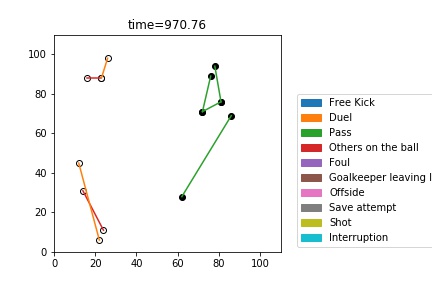 time=970.76
100
80
60
40
20
0
0 20 40 60 80 100
Free Kick
Duel
Pass
Others on the ball
Foul
Goalkeeper leaving l
Offside
Save attempt
Shot
Interruption